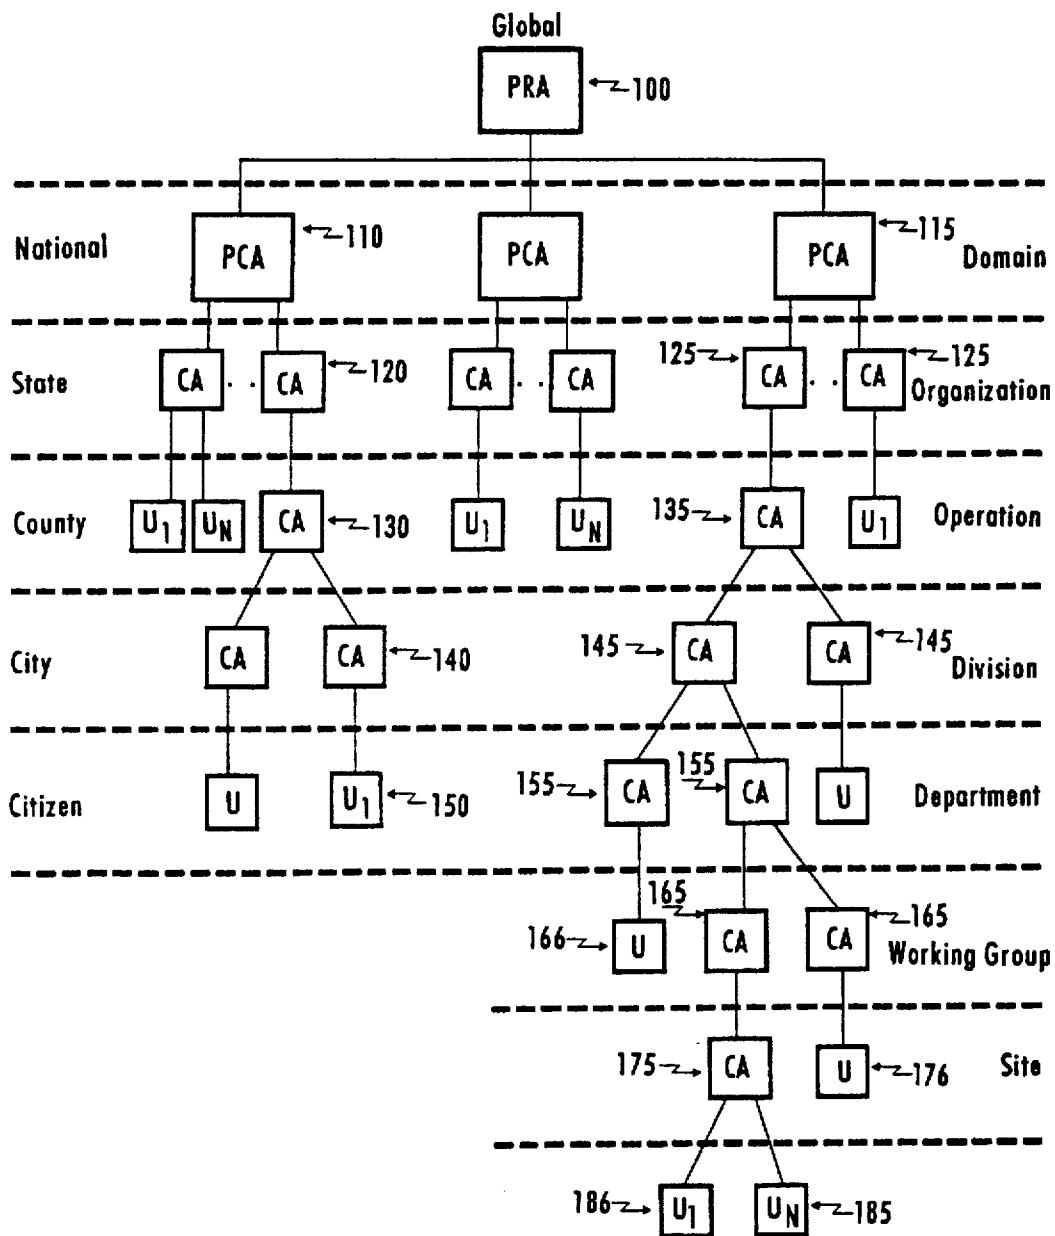 Global
PRA 100
National PCA 110 PCA PCA 115 Domain
State CA . . CA 120 CA . . CA 125 CA . . CA 125 Organization
County U1 UN CA 130 U1 UN 135 CA U1 Operation
City CA CA 140 145 CA CA 145 Division
Citizen U U1 150 155 CA 155 CA U Department
166 U 165 CA CA 165 Working Group
175 CA U 176 Site
186 U1 UN 185